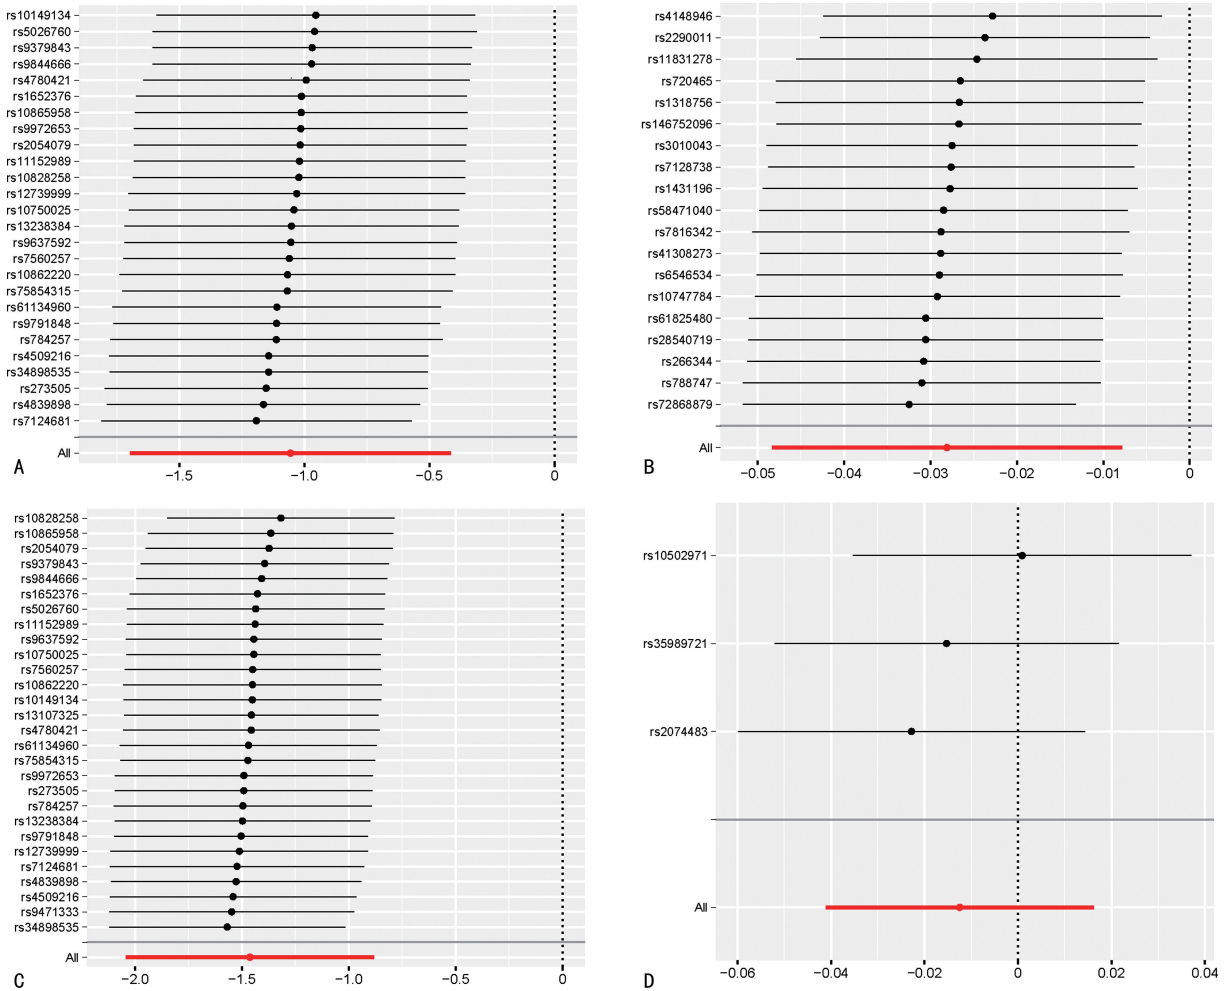 rs10149134
rs5026760
rs9379843
rs9844666
rs4780421
rs1652376
rs10865958
rs9972653
rs2054079
rs11152989
rs10828258
rs12739999
rs10750025
rs13238384
rs9637592
rs7560257
rs10862220
rs75854315
rs61134960
rs9791848
rs784257
rs4509216
rs34898535
rs273505
rs4839898
rs7124681
All
−1.5 −1.0 −0.5 0
A
rs4148946
rs2290011
rs11831278
rs720465
rs1318756
rs146752096
rs3010043
rs7128738
rs1431196
rs58471040
rs7816342
rs41308273
rs6546534
rs10747784
rs61825480
rs28540719
rs266344
rs788747
rs72868879
All
−0.05 −0.04 −0.03 −0.02 −0.01 0
B
rs10828258
rs10865958
rs2054079
rs9379843
rs9844666
rs1652376
rs5026760
rs11152989
rs9637592
rs10750025
rs7560257
rs10862220
rs10149134
rs13107325
rs4780421
rs61134960
rs75854315
rs9972653
rs273505
rs784257
rs13238384
rs9791848
rs12739999
rs7124681
rs4839898
rs4509216
rs9471333
rs34898535
All
−2.0 −1.5 −1.0 −0.5 0
C
rs10502971
rs35989721
rs2074483
All
−0.06 −0.04 −0.02 0 0.02 0.04
D